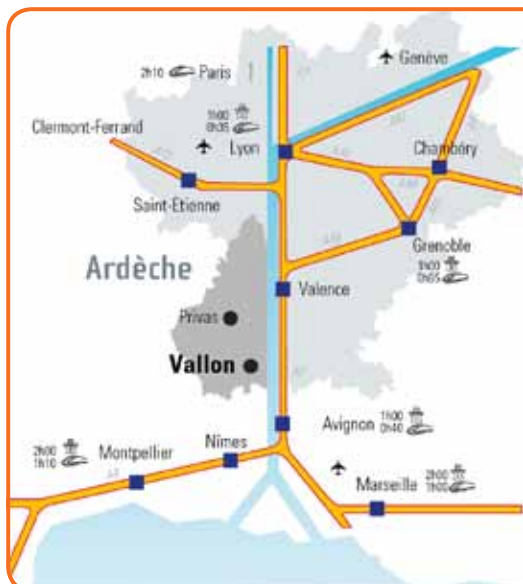 Genève
2h10 Paris
1h00
0h35
Clermont-Ferrand
Lyon
Chambéry
Saint-Etienne
Grenoble
1h00
0h55
Ardèche
Valence
Privas
Vallon
Avignon
1h00
0h40
Nîmes
2h00
1h10
Montpellier
Marseille
2h00
1h00